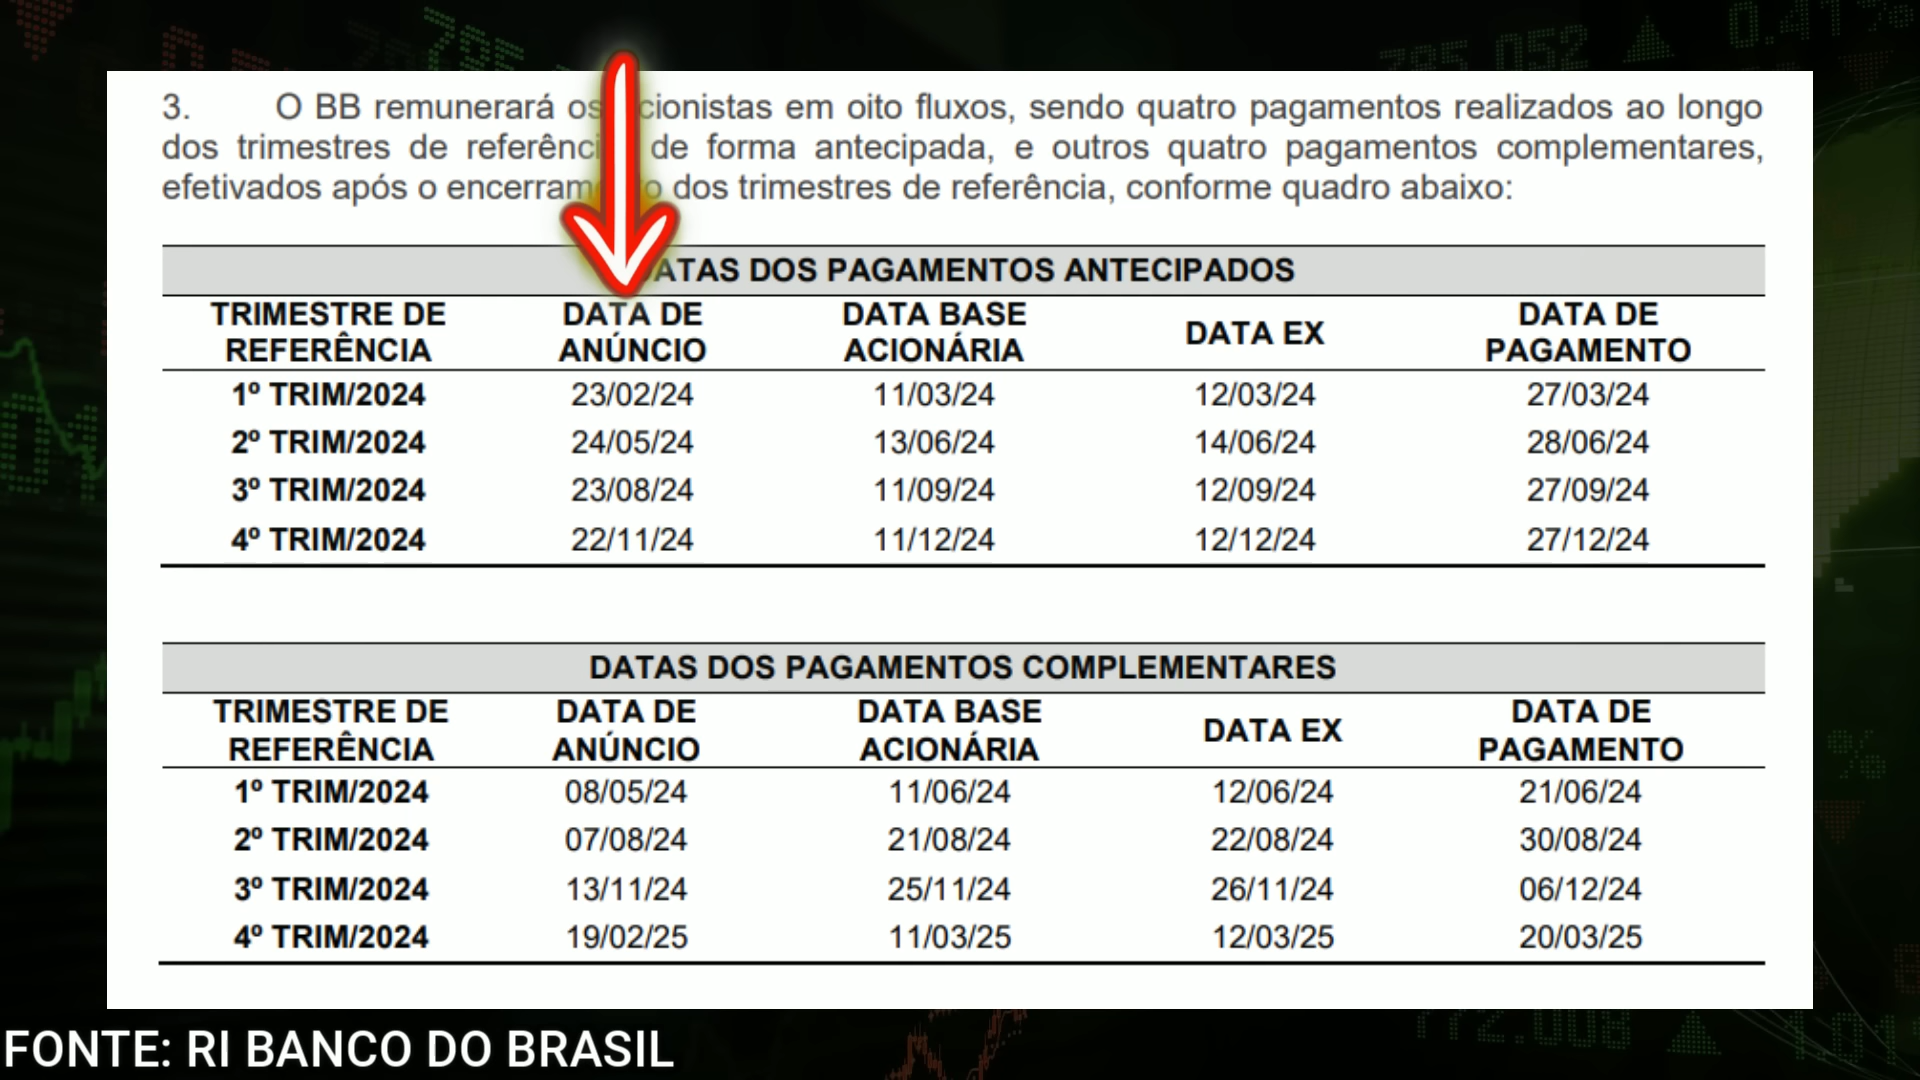 785.052 0.41%
3. O BB remunerará os cionistas em oito fluxos, sendo quatro pagamentos realizados ao longo
dos trimestres de referênci de forma antecipada, e outros quatro pagamentos complementares,
efetivados após o encerram o dos trimestres de referência, conforme quadro abaixo:
ATAS DOS PAGAMENTOS ANTECIPADOS
TRIMESTRE DE REFERÊNCIA DATA DE ANÚNCIO DATA BASE ACIONÁRIA DATA EX DATA DE PAGAMENTO
1º TRIM/2024 23/02/24 11/03/24 12/03/24 27/03/24
2º TRIM/2024 24/05/24 13/06/24 14/06/24 28/06/24
3º TRIM/2024 23/08/24 11/09/24 12/09/24 27/09/24
4º TRIM/2024 22/11/24 11/12/24 12/12/24 27/12/24
DATAS DOS PAGAMENTOS COMPLEMENTARES
TRIMESTRE DE REFERÊNCIA DATA DE ANÚNCIO DATA BASE ACIONÁRIA DATA EX DATA DE PAGAMENTO
1º TRIM/2024 08/05/24 11/06/24 12/06/24 21/06/24
2º TRIM/2024 07/08/24 21/08/24 22/08/24 30/08/24
3º TRIM/2024 13/11/24 25/11/24 26/11/24 06/12/24
4º TRIM/2024 19/02/25 11/03/25 12/03/25 20/03/25
FONTE: RI BANCO DO BRASIL